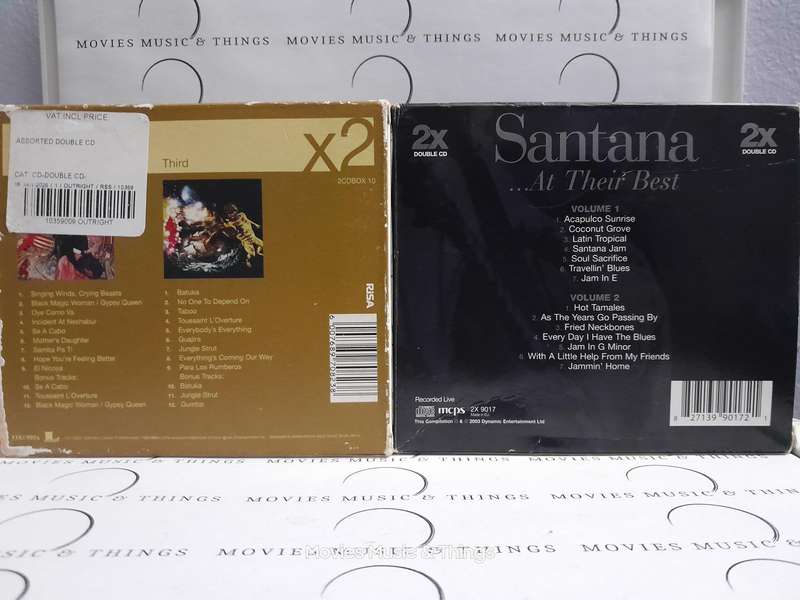 MOVIES MUSIC & THINGS MOVIES MUSIC & THINGS MOVIES MUSIC & THINGS
VAT INCL PRICE
ASSORTED DOUBLE CD
CAT: CD-DOUBLE CD-
10359009 OUTRIGHT
Third
x2
2CDBOX 10
1. Singing Winds, Crying Beasts
2. Black Magic Woman / Gypsy Queen
3. Oye Como Va
4. Incident At Neshabur
5. Se A Cabo
6. Mother's Daughter
7. Samba Pa Ti
8. Hope You're Feeling Better
9. El Nicoya
Bonus Tracks:
10. Se A Cabo
11. Toussaint L'Overture
12. Black Magic Woman / Gypsy Queen
1. Batuka
2. No One To Depend On
3. Taboo
4. Toussaint L'Overture
5. Everybody's Everything
6. Guajira
7. Jungle Strut
8. Everything's Coming Our Way
9. Para Los Rumberos
Bonus Tracks:
10. Batuka
11. Jungle Strut
12. Gumbo
RISA
2x
DOUBLE CD
Santana
2x
DOUBLE CD
...At Their Best
VOLUME 1
1. Acapulco Sunrise
2. Coconut Grove
3. Latin Tropical
4. Santana Jam
5. Soul Sacrifice
6. Travellin' Blues
7. Jam In E
VOLUME 2
1. Hot Tamales
2. As The Years Go Passing By
3. Fried Neckbones
4. Every Day I Have The Blues
5. Jam In G Minor
6. With A Little Help From My Friends
7. Jammin' Home
Recorded Live
mcps 2X 9017
Made in EU
This Compilation ℗ & © 2003 Dynamic Entertainment Ltd
8 27139 90172 1
MOVIES MUSIC & THINGS
MOVIES MUSIC & THINGS
Movies Music & Things